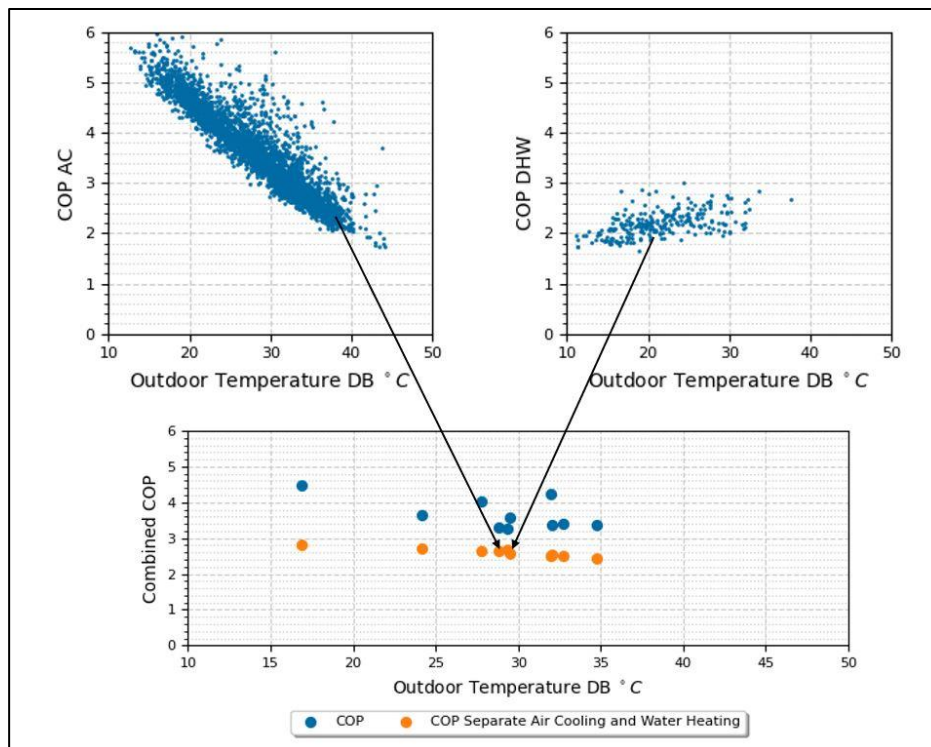 6
5
4
3
2
1
0
COP AC
10 20 30 40 50
Outdoor Temperature DB °C
6
5
4
3
2
1
0
COP DHW
10 20 30 40 50
Outdoor Temperature DB °C
6
5
4
3
2
1
0
Combined COP
10 15 20 25 30 35 40 45 50
Outdoor Temperature DB °C
COP COP Separate Air Cooling and Water Heating